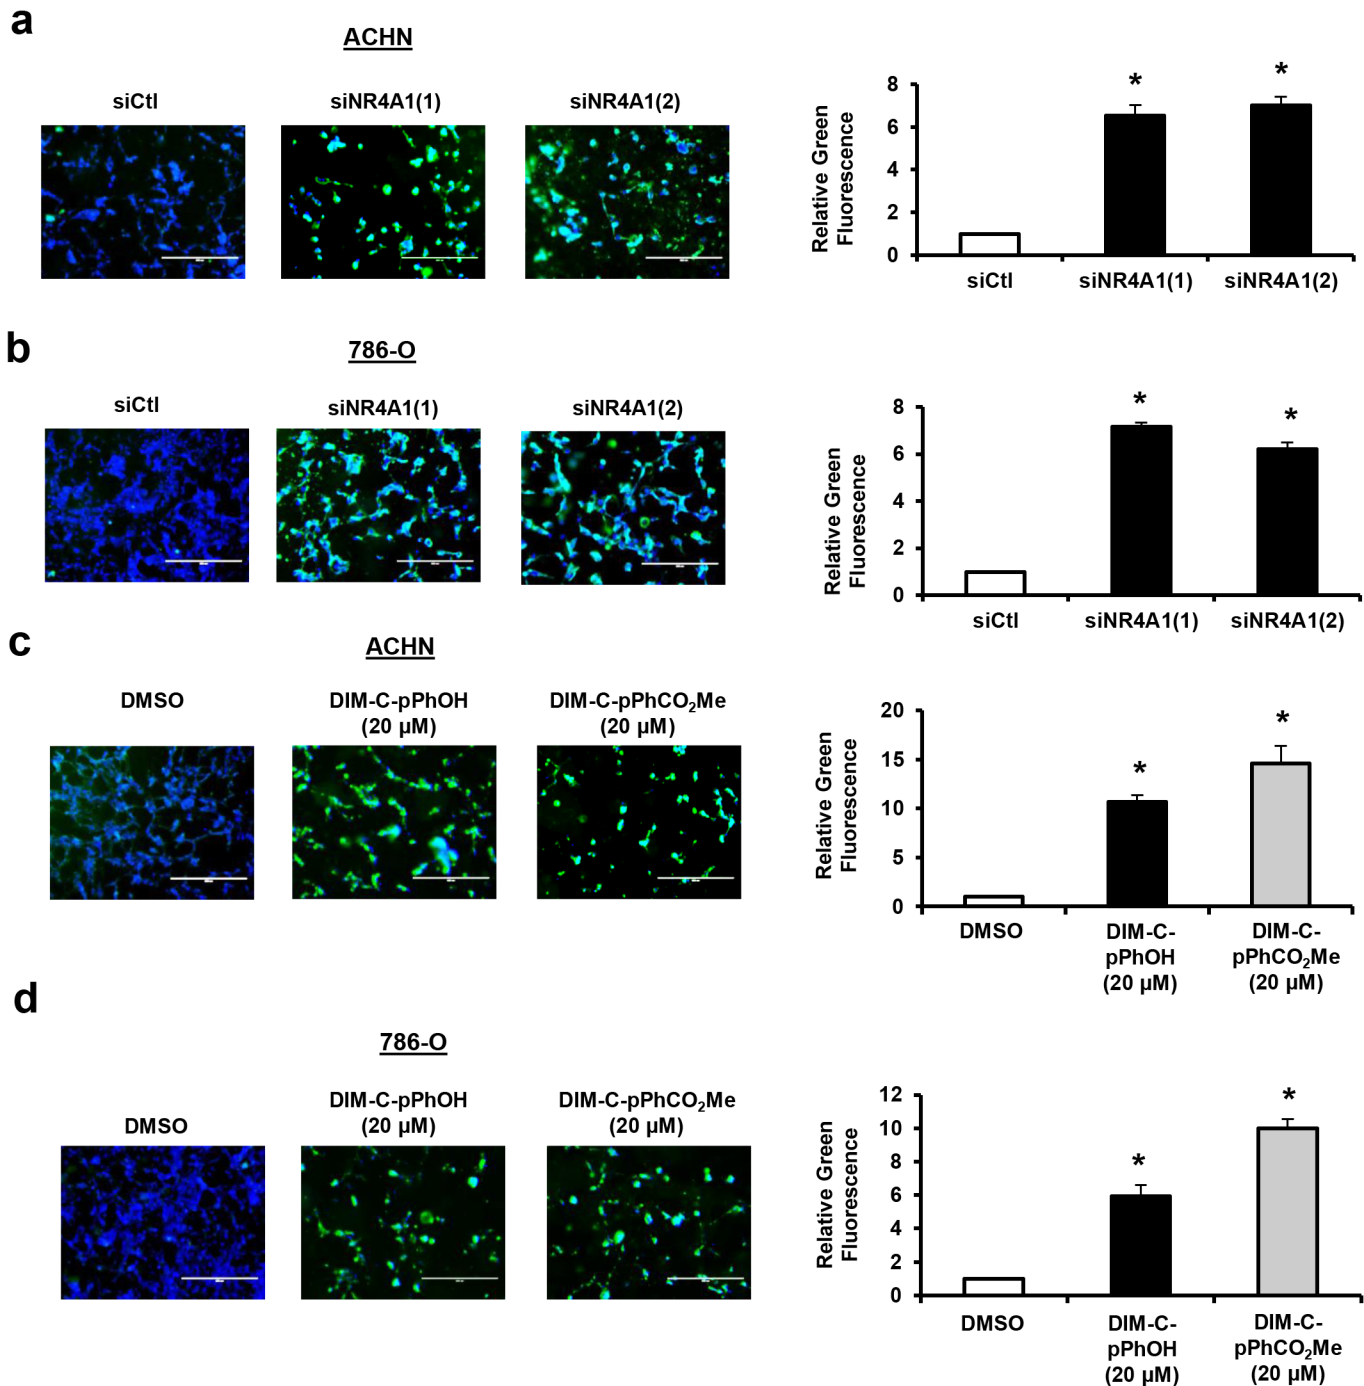 a
ACHN
siCtl
siNR4A1(1)
siNR4A1(2)
Relative Green
Fluorescence
8
6
4
2
0
*
*
siCtl
siNR4A1(1)
siNR4A1(2)
b
786-O
siCtl
siNR4A1(1)
siNR4A1(2)
Relative Green
Fluorescence
8
6
4
2
0
*
*
siCtl
siNR4A1(1)
siNR4A1(2)
c
ACHN
DMSO
DIM-C-pPhOH
(20 µM)
DIM-C-pPhCO₂Me
(20 µM)
Relative Green
Fluorescence
20
15
10
5
0
*
*
DMSO
DIM-C-
pPhOH
(20 µM)
DIM-C-
pPhCO₂Me
(20 µM)
d
786-O
DMSO
DIM-C-pPhOH
(20 µM)
DIM-C-pPhCO₂Me
(20 µM)
Relative Green
Fluorescence
12
10
8
6
4
2
0
*
*
DMSO
DIM-C-
pPhOH
(20 µM)
DIM-C-
pPhCO₂Me
(20 µM)